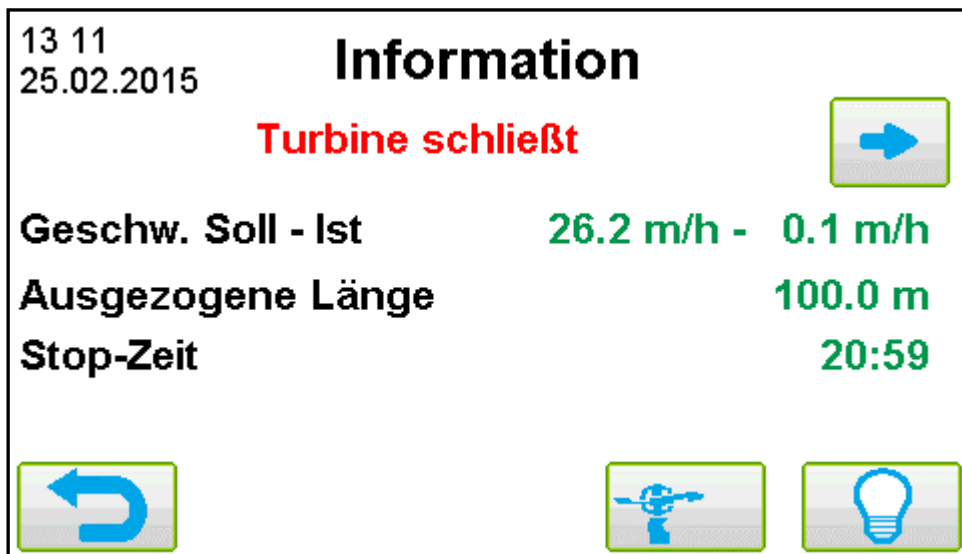 13 11
25.02.2015
Information
Turbine schließt
Geschw. Soll - Ist 26.2 m/h - 0.1 m/h
Ausgezogene Länge 100.0 m
Stop-Zeit 20:59